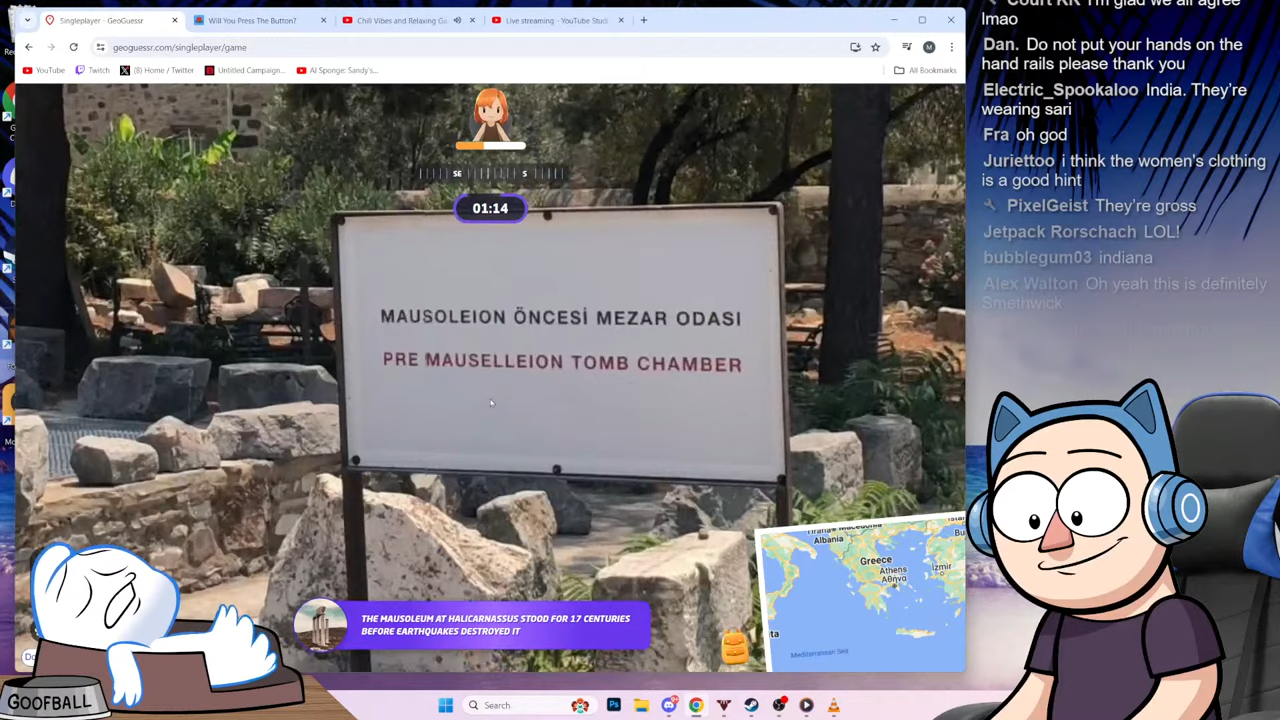 Singleplayer - GeoGuessr
Will You Press The Button?
Chill Vibes and Relaxing Ga
Live streaming - YouTube Studi
geoguessr.com/singleplayer/game
YouTube
Twitch
(8) Home / Twitter
Untitled Campaign...
AI Sponge: Sandy's...
All Bookmarks
SE
S
01:14
MAUSOLEION ÖNCESİ MEZAR ODASI
PRE MAUSELLEION TOMB CHAMBER
THE MAUSOLEUM AT HALICARNASSUS STOOD FOR 17 CENTURIES
BEFORE EARTHQUAKES DESTROYED IT
Albania
Greece
Athens
Αθήνα
İzmir
Mediterranean Sea
GOOFBALL
Search
lmao
Dan. Do not put your hands on the
hand rails please thank you
Electric_Spookaloo India. They're
wearing sari
Fra oh god
Juriettoo i think the women's clothing
is a good hint
PixelGeist They're gross
Jetpack Rorschach LOL!
bubblegum03 indiana
Alex Walton Oh yeah this is definitely
Smethwick